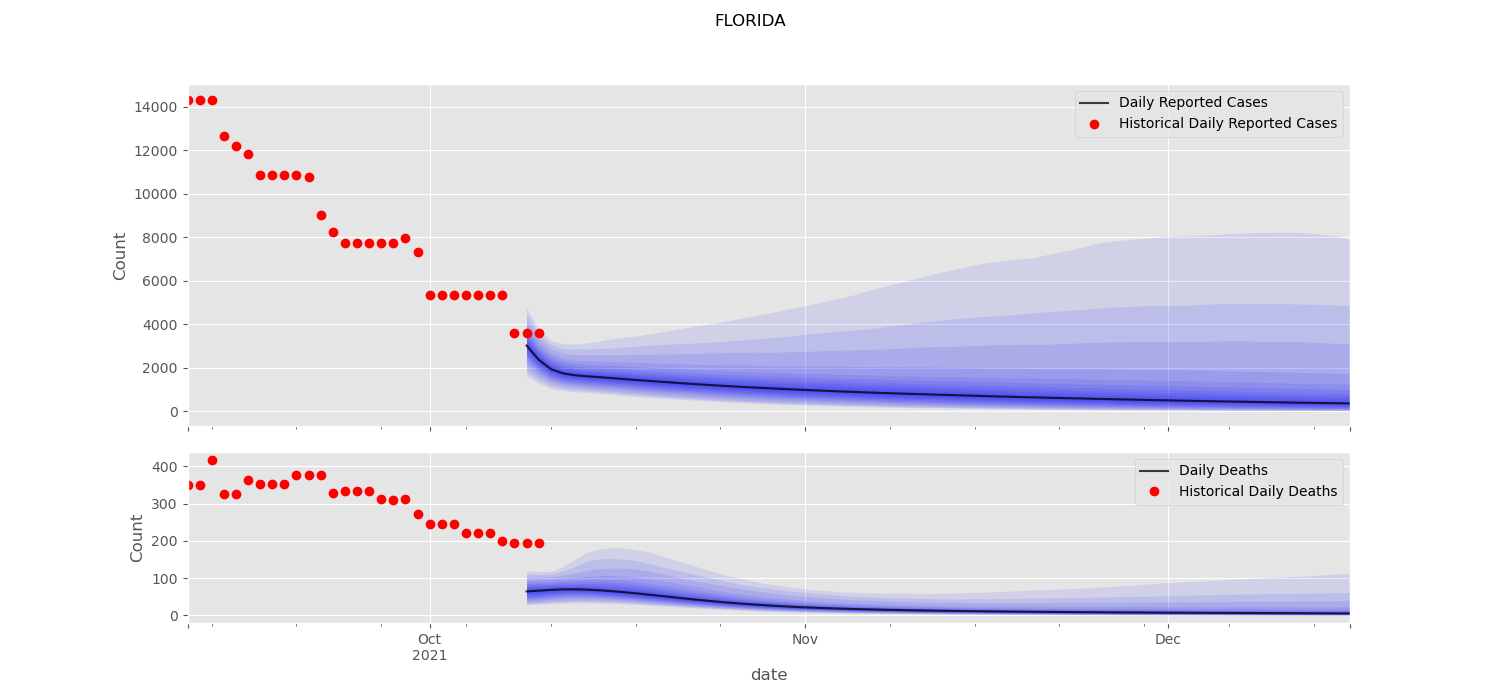 FLORIDA
14000
12000
10000
8000
6000
4000
2000
0
Count
Daily Reported Cases
Historical Daily Reported Cases
400
300
200
100
0
Count
Daily Deaths
Historical Daily Deaths
Oct
2021
Nov
Dec
date